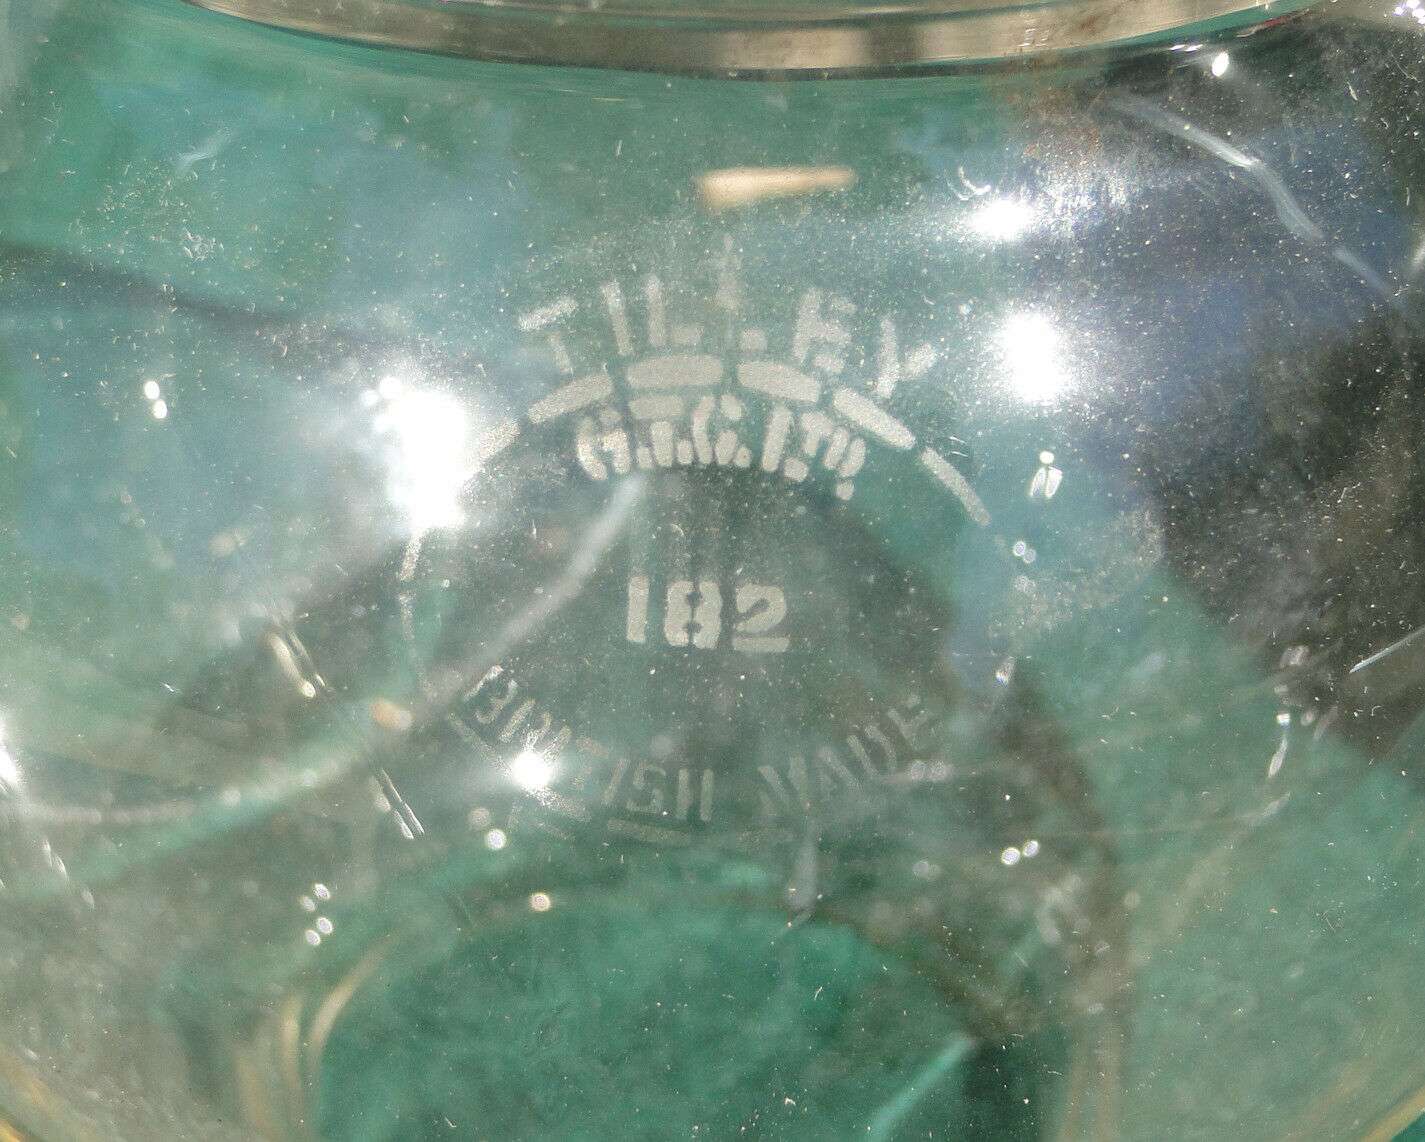 TILLEY
H.T.C. LTD
182
BRITISH MADE